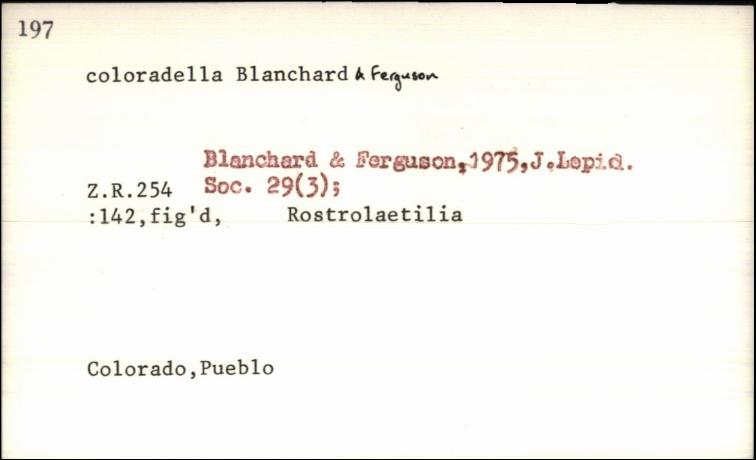 197
coloradella Blanchard & Ferguson
Blanchard & Ferguson,1975,J.Lepid.
Z.R.254 Soc. 29(3);
:142,fig'd, Rostrolaetilia
Colorado,Pueblo